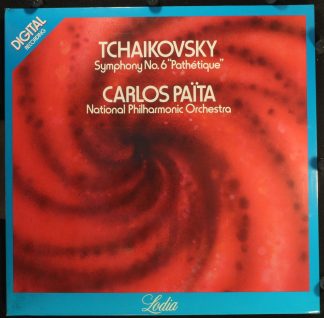 DIGITAL
RECORDING
TCHAIKOVSKY
Symphony No. 6 "Pathétique"
CARLOS PAÏTA
National Philharmonic Orchestra
Lodia